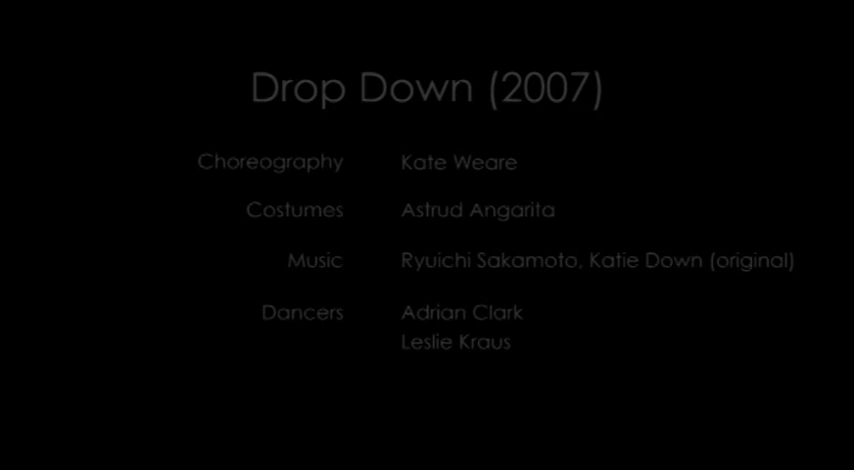 Drop Down (2007)
Choreography Kate Weare
Costumes Astrud Angarita
Music Ryuichi Sakamoto, Katie Down (original)
Dancers Adrian Clark
Leslie Kraus